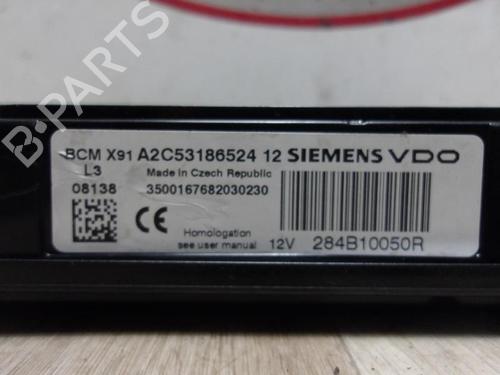 BCM X91 A2C53186524 12 SIEMENS VDO
L3 Made in Czech Republic
08138 3500167682030230
CE Homologation
see user manual 12V 284B10050R
B-PARTS